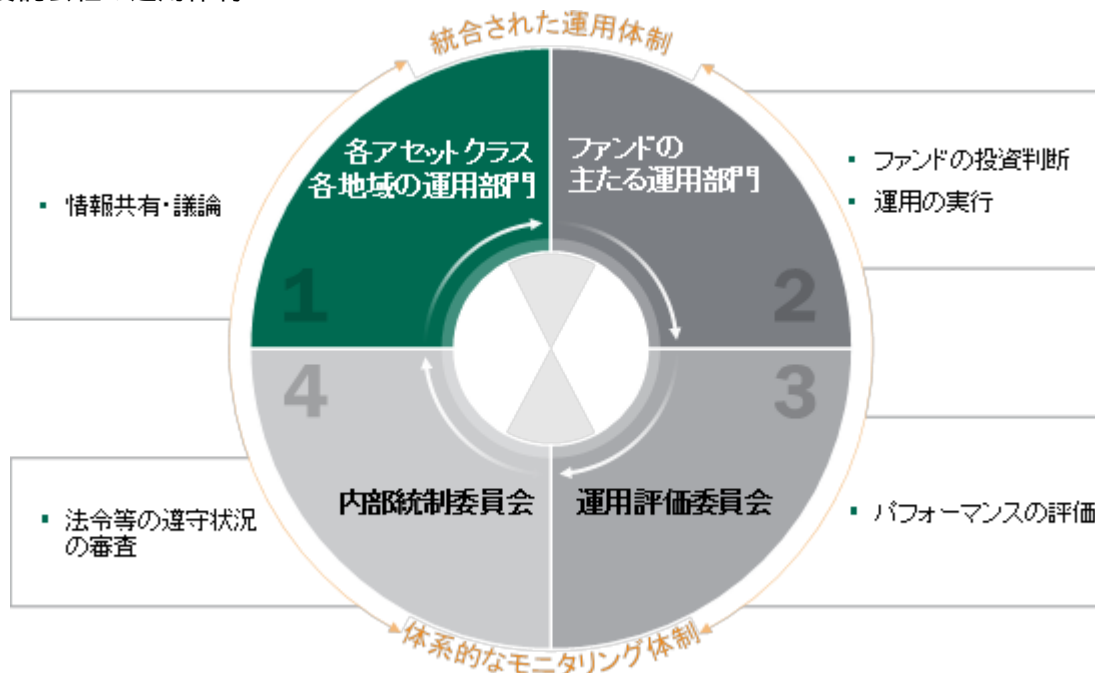 統合された運用体制
各アセットクラス
各地域の運用部門
ファンドの
主たる運用部門
・情報共有・議論
・ファンドの投資判断
・運用の実行
1
2
4
3
内部統制委員会
運用評価委員会
・法令等の遵守状況
の審査
・パフォーマンスの評価
体系的なモニタリング体制